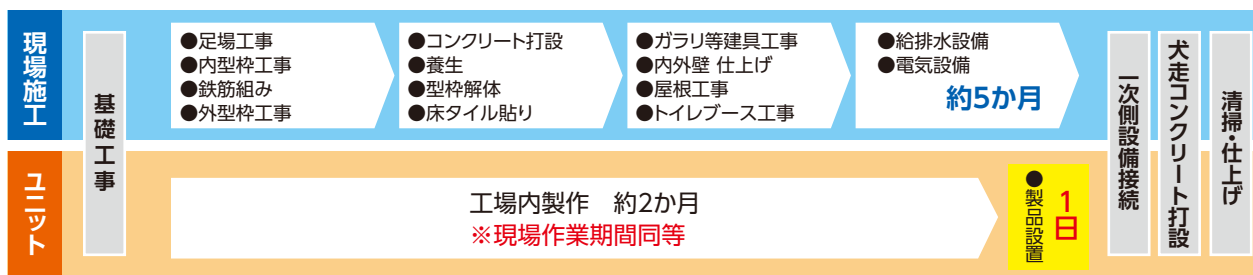 現場施工
基礎工事
●足場工事
●内型枠工事
●鉄筋組み
●外型枠工事
●コンクリート打設
●養生
●型枠解体
●床タイル貼り
●ガラリ等建具工事
●内外壁 仕上げ
●屋根工事
●トイレブース工事
●給排水設備
●電気設備
約5か月
ユニット
工場内製作 約2か月
※現場作業期間同等
●製品設置
1日
一次側設備接続
犬走コンクリート打設
清掃・仕上げ